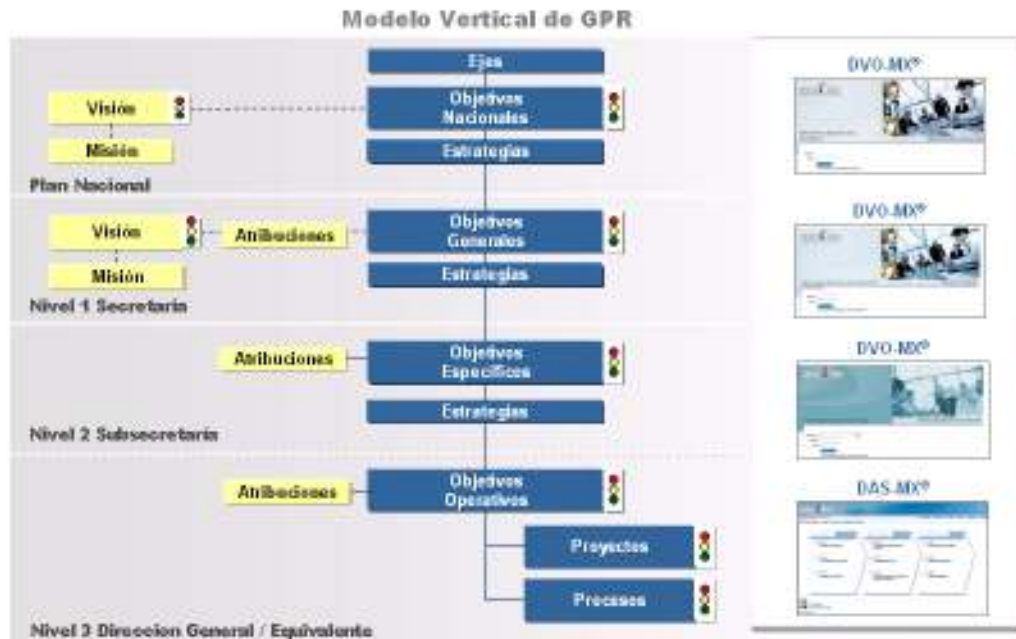 Modelo Vertical de GPR
Ejes
Visión
Objetivos
Nacionales
Misión
Estrategias
Plan Nacional
Visión
Atribuciones
Objetivos
Generales
Misión
Estrategias
Nivel 1 Secretaría
Atribuciones
Objetivos
Específicos
Estrategias
Nivel 2 Subsecretaría
Atribuciones
Objetivos
Operativos
Proyectos
Procesos
Nivel 3 Direccion General / Equivalente
DVO-MX®
DVO-MX®
DVO-MX®
DAS-MX®